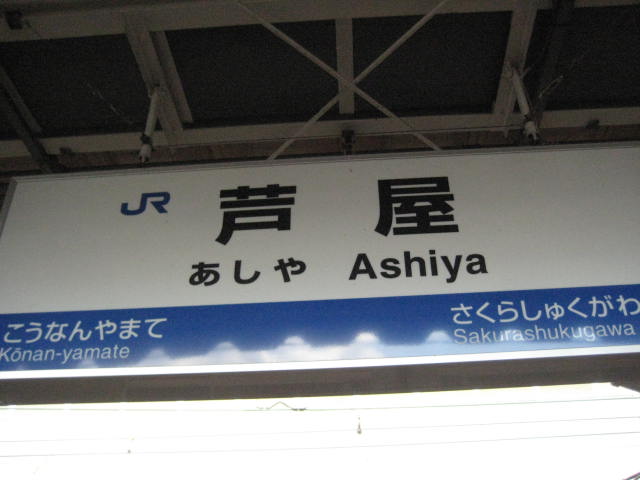 JR 芦屋
あしや Ashiya
こうなんやまて さくらしゅくがわ
Kōnan-yamate Sakurashukugawa